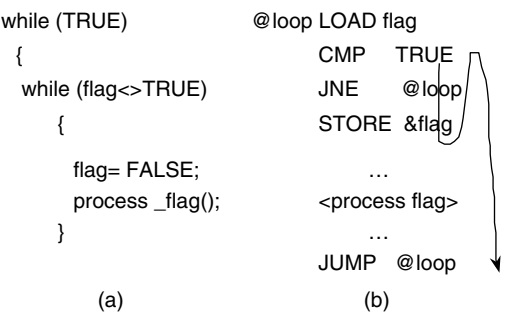 while (TRUE)
{
while (flag<>TRUE)
{
flag= FALSE;
process _flag();
}
(a)
@loop LOAD flag
CMP TRUE
JNE @loop
STORE &flag
…
<process flag>
…
JUMP @loop
(b)